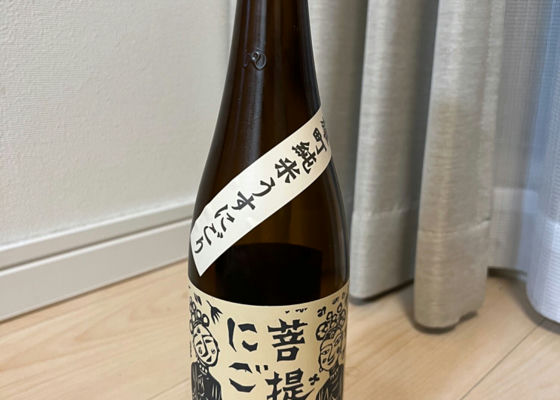 町 純米 うすにごり
菩提
にご